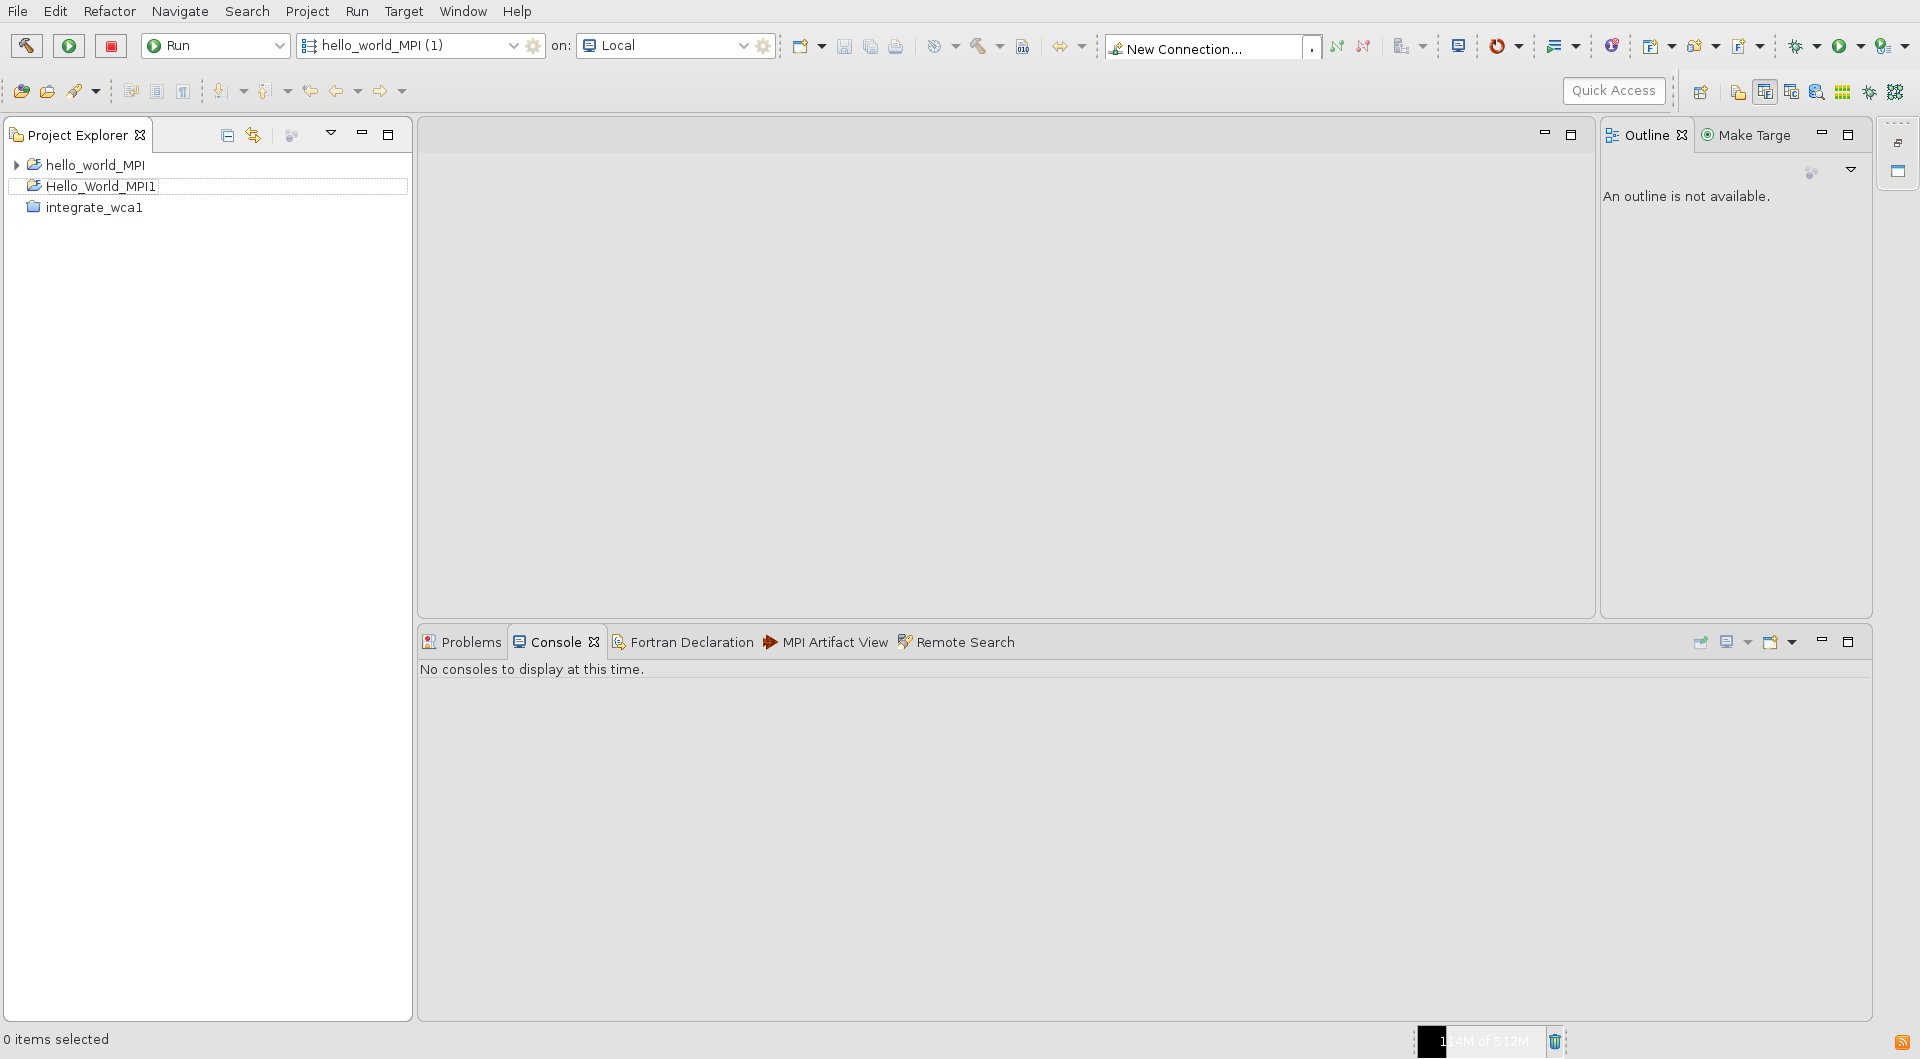 File Edit Refactor Navigate Search Project Run Target Window Help
Run hello_world_MPI (1) on: Local New Connection...
Quick Access
Project Explorer
hello_world_MPI
Hello_World_MPI1
integrate_wca1
Outline Make Targe
An outline is not available.
Problems Console Fortran Declaration MPI Artifact View Remote Search
No consoles to display at this time.
0 items selected
114M of 512M